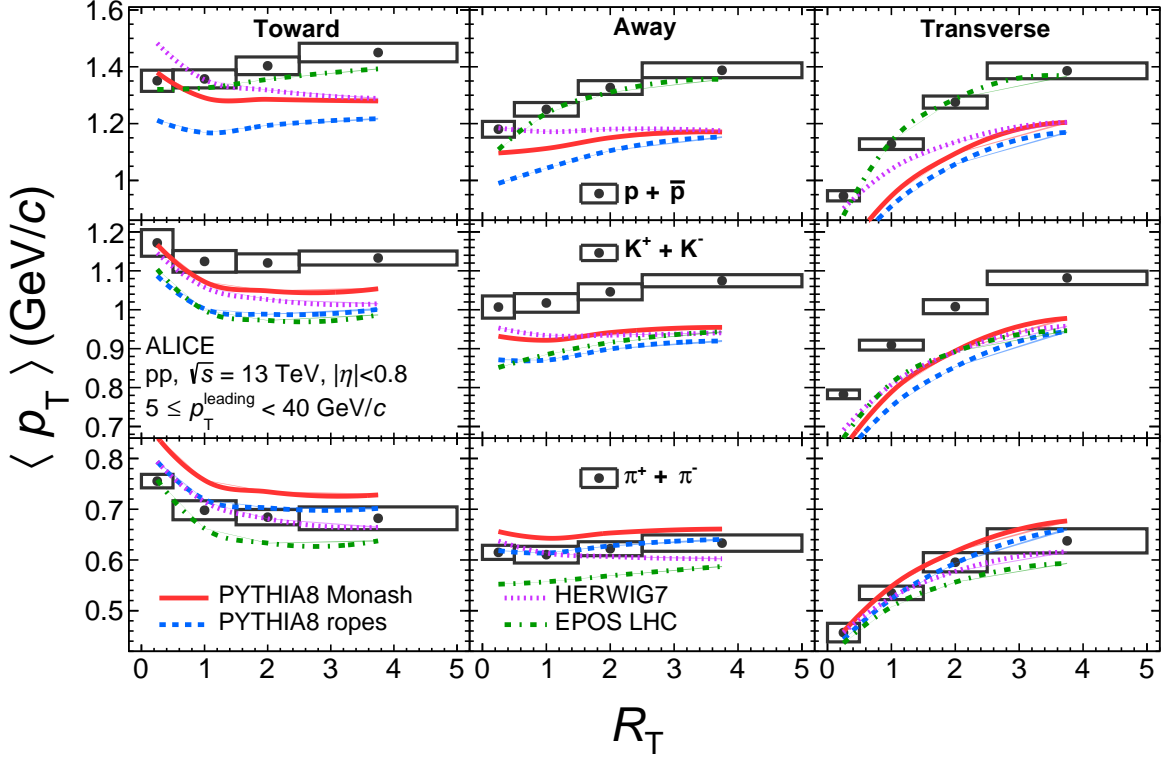 Toward Away Transverse
1.6
1.4
1.2
1
p + p̅
1.2
1.1
1
0.9
0.8
0.7
K⁺ + K⁻
ALICE
pp, √s = 13 TeV, |η|<0.8
5 ≤ p_T^leading < 40 GeV/c
0.8
0.7
0.6
0.5
π⁺ + π⁻
PYTHIA8 Monash
PYTHIA8 ropes
HERWIG7
EPOS LHC
0 1 2 3 4 5 0 1 2 3 4 5 0 1 2 3 4 5
⟨ p_T ⟩ (GeV/c)
R_T